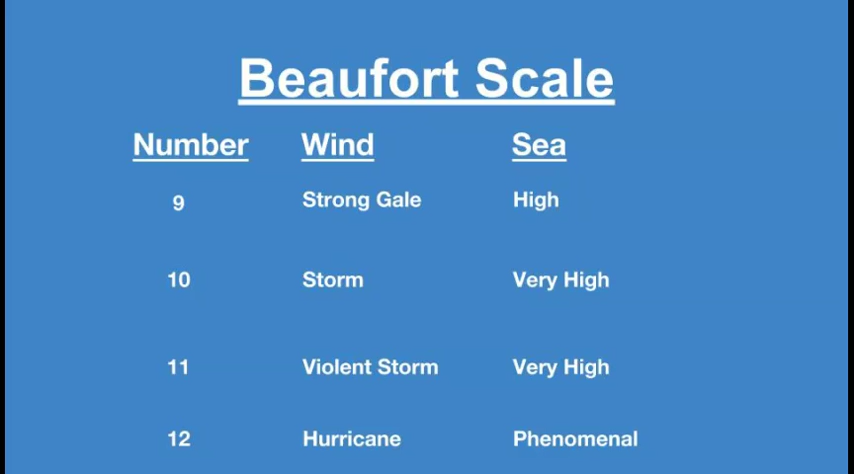 Beaufort Scale
Number Wind Sea
9 Strong Gale High
10 Storm Very High
11 Violent Storm Very High
12 Hurricane Phenomenal